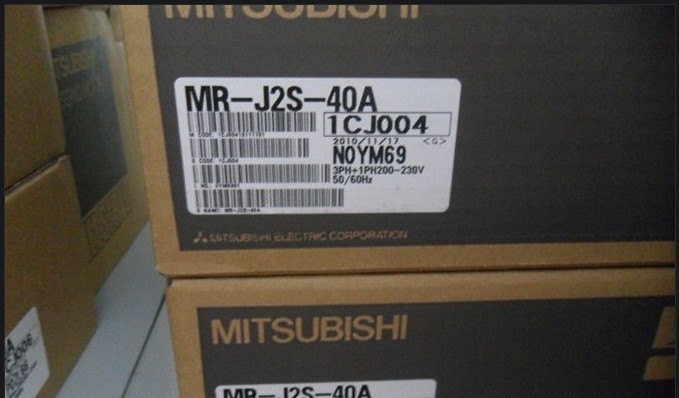 MITSUBISHI
MR-J2S-40A
1CJ004
2010/11/17 <G>
N0YM69
3PH+1PH200-230V
50/60Hz
MITSUBISHI ELECTRIC CORPORATION
MITSUBISHI
MR-J2S-40A